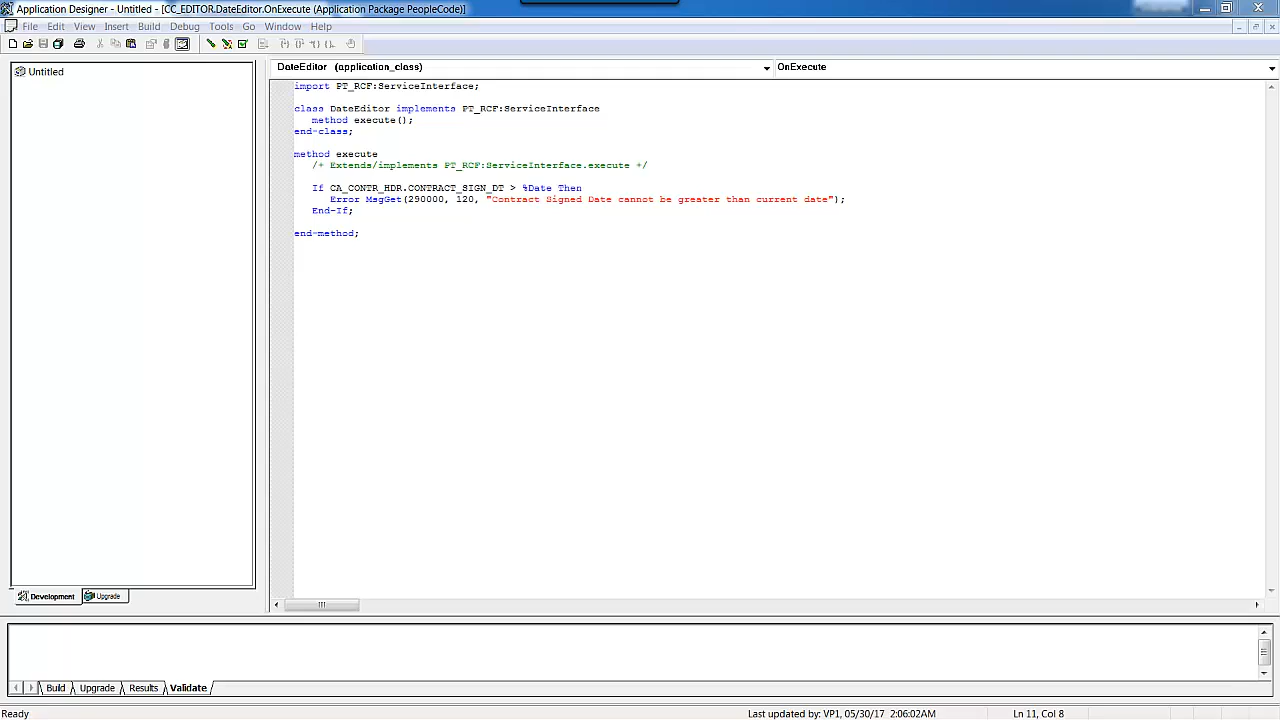 Application Designer - Untitled - [CC_EDITOR.DateEditor.OnExecute (Application Package PeopleCode)]
File Edit View Insert Build Debug Tools Go Window Help
Untitled
DateEditor (application_class) OnExecute
import PT_RCF:ServiceInterface;
class DateEditor implements PT_RCF:ServiceInterface
method execute();
end-class;
method execute
/+ Extends/implements PT_RCF:ServiceInterface.execute +/
If CA_CONTR_HDR.CONTRACT_SIGN_DT > %Date Then
Error MsgGet(290000, 120, "Contract Signed Date cannot be greater than current date");
End-If;
end-method;
Development Upgrade
Build Upgrade Results Validate
Ready Last updated by: VP1, 05/30/17 2:06:02AM Ln 11, Col 8